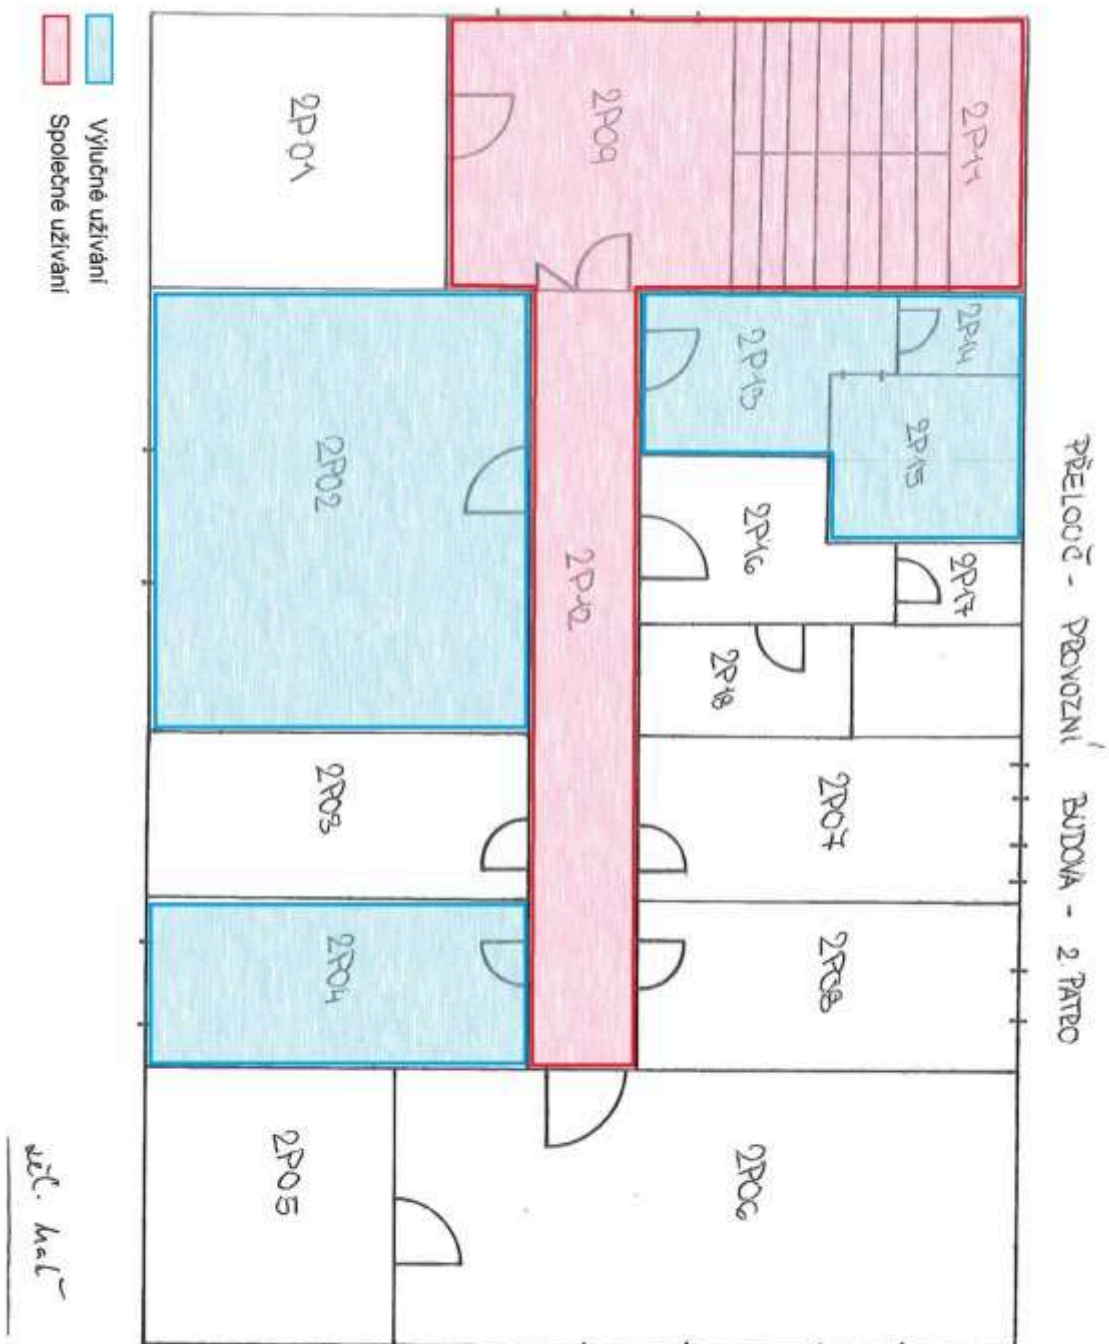 PŘELOUČ - PROVOZNÍ BUDOVA - 2. PATRO
2P11
2P09
2P01
2P14
2P13
2P15
2P02
2P12
2P16
2P17
2P18
2P03
2P07
2P04
2P08
2P05
2P06
Výlučné užívání
Společné užívání